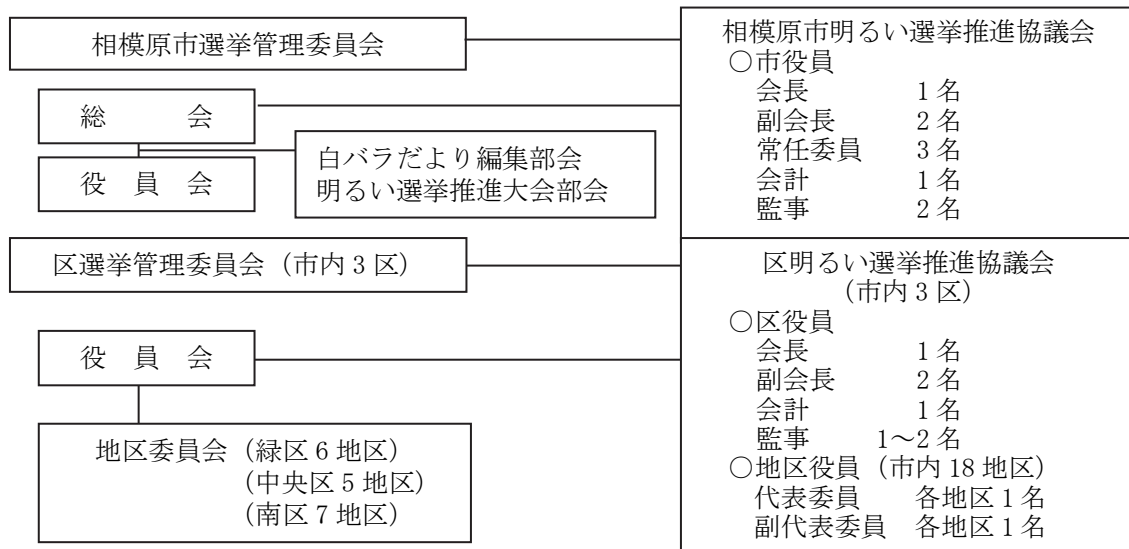 相模原市選挙管理委員会
総　　会
役　員　会
白バラだより編集部会
明るい選挙推進大会部会
相模原市明るい選挙推進協議会
○市役員
会長　1名
副会長　2名
常任委員　3名
会計　1名
監事　2名
区選挙管理委員会（市内3区）
役　員　会
地区委員会（緑区6地区）
（中央区5地区）
（南区7地区）
区明るい選挙推進協議会
（市内3区）
○区役員
会長　1名
副会長　2名
会計　1名
監事　1～2名
○地区役員（市内18地区）
代表委員　各地区1名
副代表委員　各地区1名